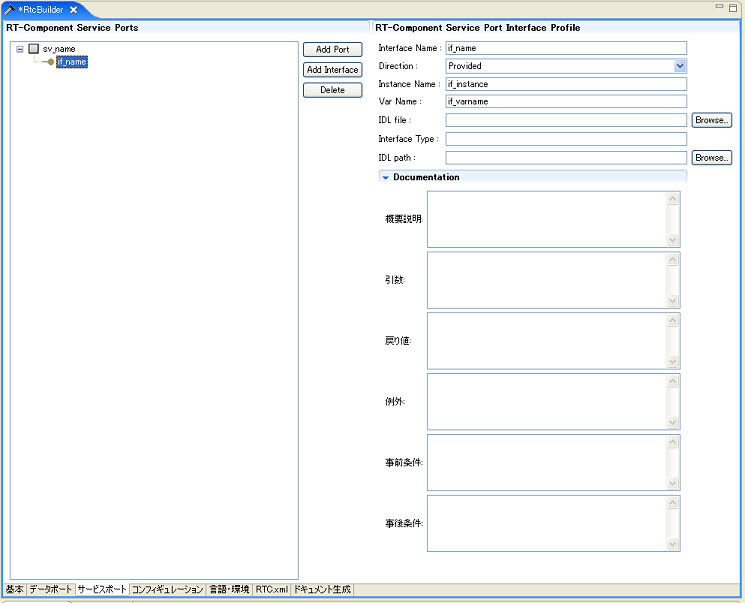 *RtcBuilder
RT-Component Service Ports
sv_name
if_name
Add Port
Add Interface
Delete
RT-Component Service Port Interface Profile
Interface Name : if_name
Direction : Provided
Instance Name : if_instance
Var Name : if_varname
IDL file : Browse...
Interface Type :
IDL path : Browse...
Documentation
概要説明:
引数:
戻り値:
例外:
事前条件:
事後条件:
基本 データポート サービスポート コンフィギュレーション 言語・環境 RTC.xml ドキュメント生成